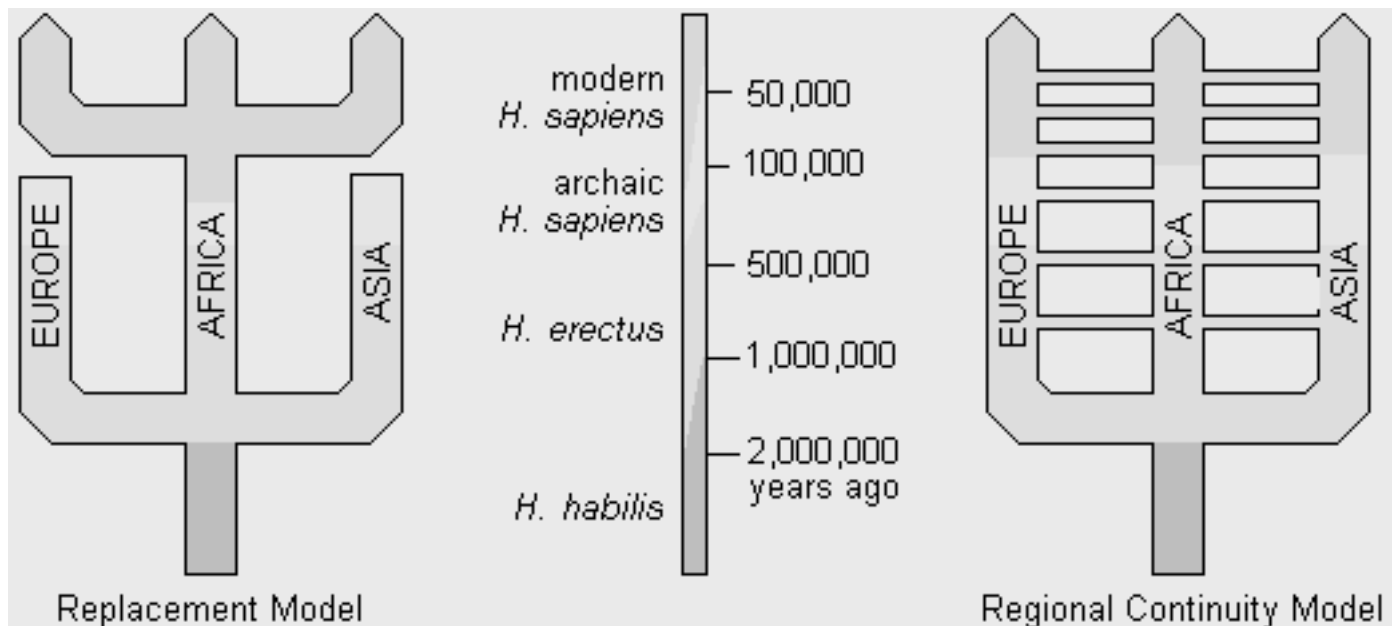 EUROPE
AFRICA
ASIA
Replacement Model
modern
H. sapiens
archaic
H. sapiens
H. erectus
H. habilis
50,000
100,000
500,000
1,000,000
2,000,000
years ago
EUROPE
AFRICA
ASIA
Regional Continuity Model